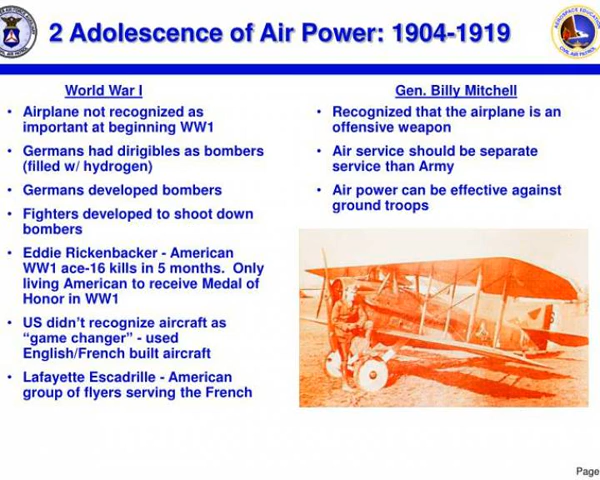 2 Adolescence of Air Power: 1904-1919
World War I
• Airplane not recognized as
important at beginning WW1
• Germans had dirigibles as bombers
(filled w/ hydrogen)
• Germans developed bombers
• Fighters developed to shoot down
bombers
• Eddie Rickenbacker - American
WW1 ace-16 kills in 5 months. Only
living American to receive Medal of
Honor in WW1
• US didn't recognize aircraft as
“game changer” - used
English/French built aircraft
• Lafayette Escadrille - American
group of flyers serving the French
Gen. Billy Mitchell
• Recognized that the airplane is an
offensive weapon
• Air service should be separate
service than Army
• Air power can be effective against
ground troops
AEROSPACE EDUCATION
CIVIL AIR PATROL
Page